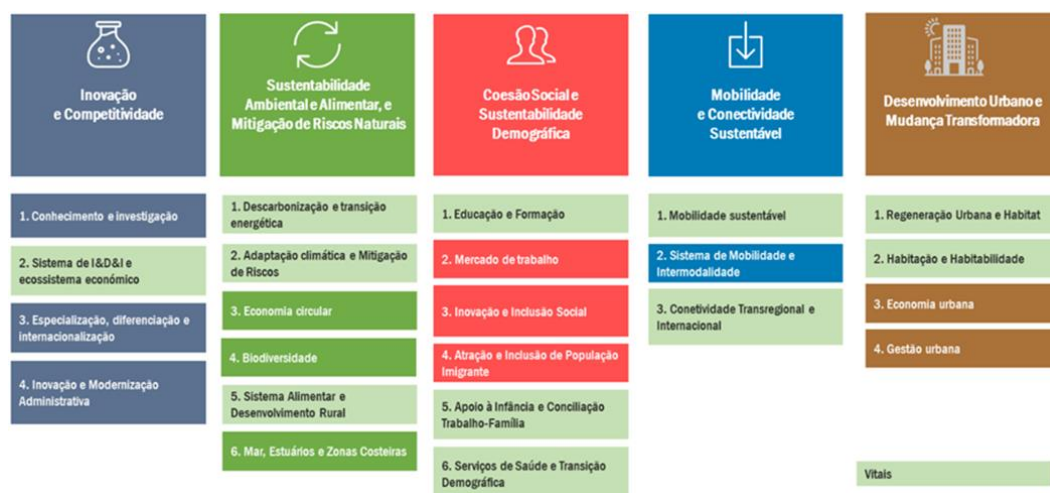 Inovação
e Competitividade
1. Conhecimento e investigação
2. Sistema de I&D&I e
ecossistema económico
3. Especialização, diferenciação e
internacionalização
4. Inovação e Modernização
Administrativa
Sustentabilidade
Ambiental e Alimentar, e
Mitigação de Riscos Naturais
1. Descarbonização e transição
energética
2. Adaptação climática e Mitigação
de Riscos
3. Economia circular
4. Biodiversidade
5. Sistema Alimentar e
Desenvolvimento Rural
6. Mar, Estuários e Zonas Costeiras
Coesão Social e
Sustentabilidade
Demográfica
1. Educação e Formação
2. Mercado de trabalho
3. Inovação e Inclusão Social
4. Atração e Inclusão de População
Imigrante
5. Apoio à Infância e Conciliação
Trabalho-Família
6. Serviços de Saúde e Transição
Demográfica
Mobilidade
e Conectividade
Sustentável
1. Mobilidade sustentável
2. Sistema de Mobilidade e
Intermodalidade
3. Conetividade Transregional e
Internacional
Desenvolvimento Urbano e
Mudança Transformadora
1. Regeneração Urbana e Habitat
2. Habitação e Habitabilidade
3. Economia urbana
4. Gestão urbana
Vitais